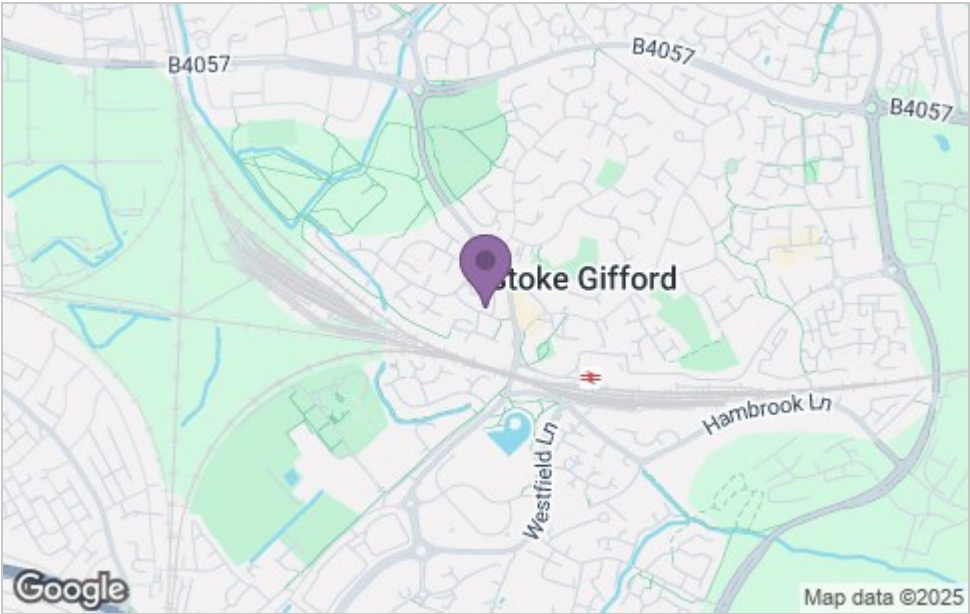 B4057
B4057
B4057
Stoke Gifford
Hambrook Ln
Westfield Ln
Google
Map data ©2025